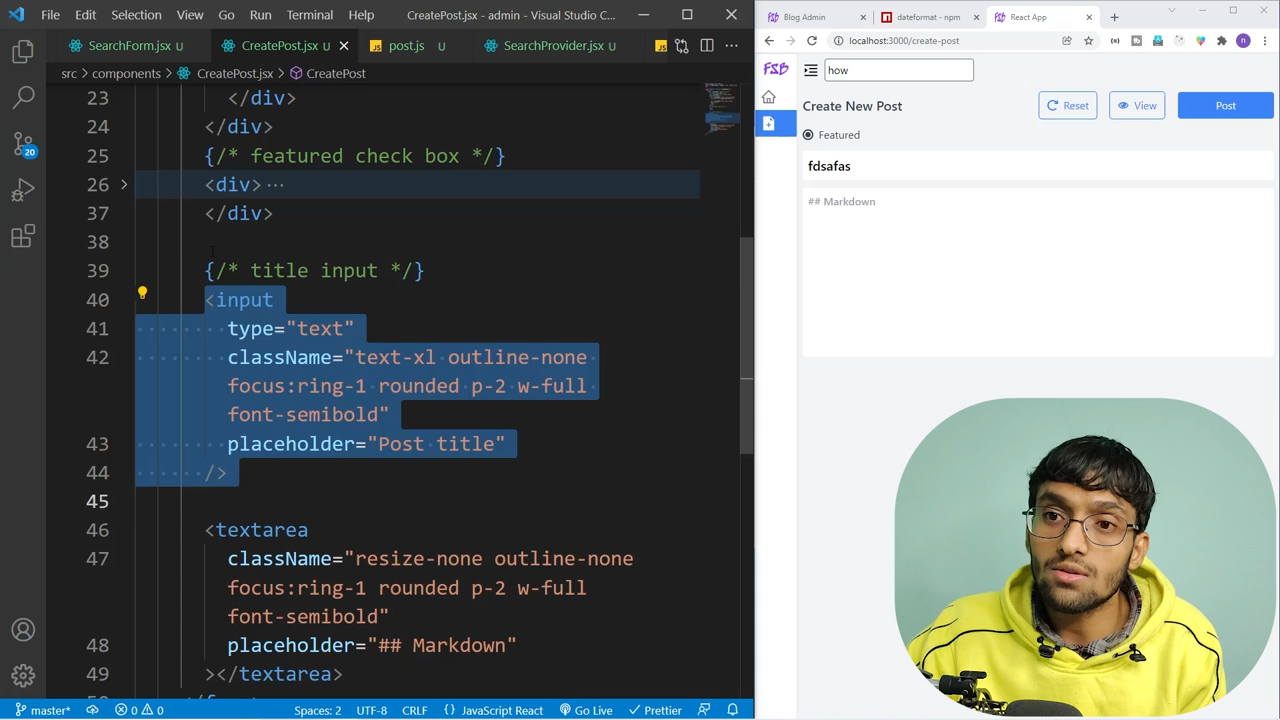 File Edit Selection View Go Run Terminal Help CreatePost.jsx - admin - Visual Studio C...
SearchForm.jsx U CreatePost.jsx U post.js U SearchProvider.jsx U
src > components > CreatePost.jsx > CreatePost
23 </div>
24 </div>
25 {/* featured check box */}
26 <div> ...
37 </div>
38
39 {/* title input */}
40 <input
41 type="text"
42 className="text-xl outline-none
focus:ring-1 rounded p-2 w-full
font-semibold"
43 placeholder="Post title"
44 />
45
46 <textarea
47 className="resize-none outline-none
focus:ring-1 rounded p-2 w-full
font-semibold"
48 placeholder="## Markdown"
49 ></textarea>
20
master* 0 0 Spaces: 2 UTF-8 CRLF JavaScript React Go Live Prettier
FSB Blog Admin dateformat - npm FSB React App
localhost:3000/create-post
n
FSB how
Create New Post Reset View Post
Featured
fdsafas
## Markdown